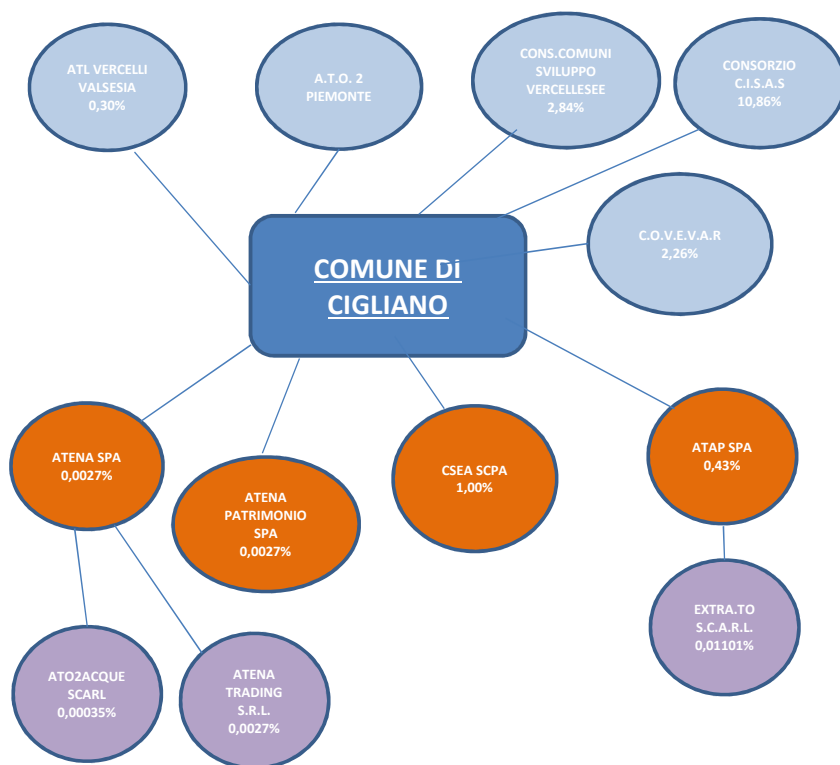 ATL VERCELLI
VALSESIA
0,30%
A.T.O. 2
PIEMONTE
CONS.COMUNI
SVILUPPO
VERCELLESEE
2,84%
CONSORZIO
C.I.S.A.S
10,86%
C.O.V.E.V.A.R
2,26%
COMUNE DI
CIGLIANO
ATENA SPA
0,0027%
ATENA
PATRIMONIO
SPA
0,0027%
CSEA SCPA
1,00%
ATAP SPA
0,43%
ATO2ACQUE
SCARL
0,00035%
ATENA
TRADING
S.R.L.
0,0027%
EXTRA.TO
S.C.A.R.L.
0,01101%